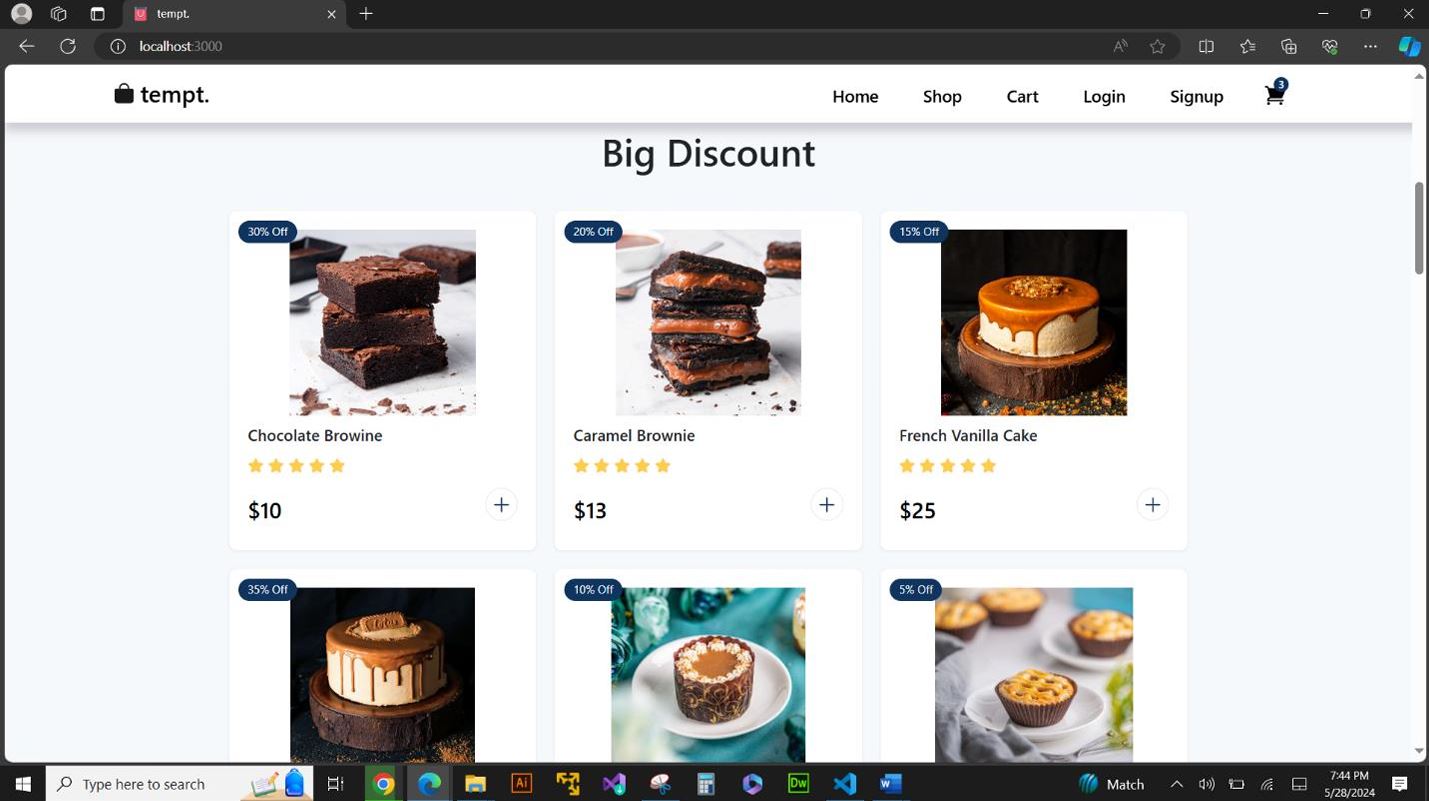 tempt.
localhost:3000
tempt.
Home Shop Cart Login Signup 3
Big Discount
30% Off
20% Off
15% Off
Chocolate Browine
Caramel Brownie
French Vanilla Cake
$10
$13
$25
35% Off
10% Off
5% Off
Type here to search
Ai
Dw
W
Match
7:44 PM
5/28/2024